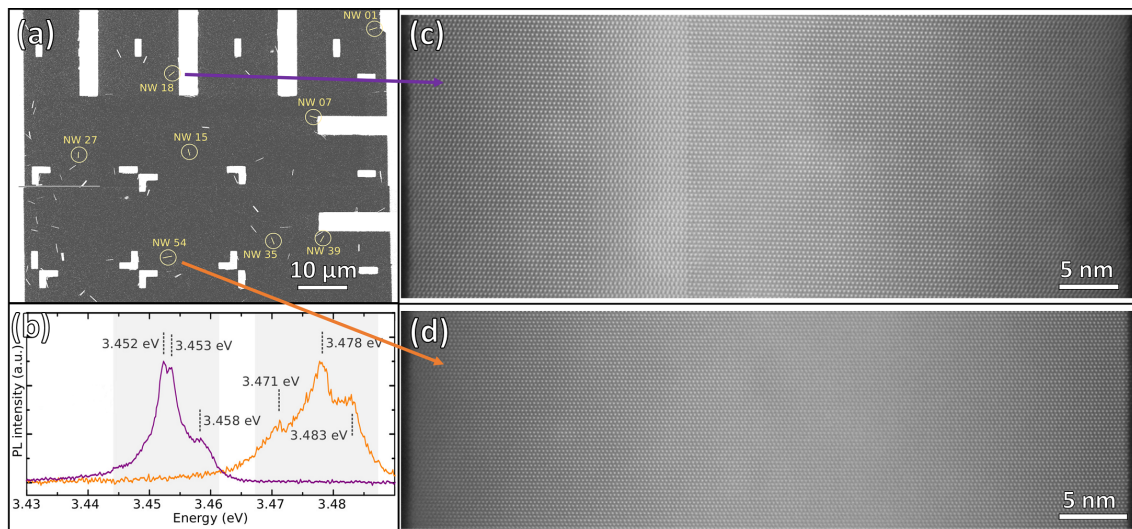 (a)
NW 01
NW 18
NW 07
NW 27
NW 15
NW 54
NW 35
NW 39
10 μm
(b)
3.452 eV
3.453 eV
3.478 eV
3.471 eV
3.458 eV
3.483 eV
PL intensity (a.u.)
3.43 3.44 3.45 3.46 3.47 3.48
Energy (eV)
(c)
5 nm
(d)
5 nm